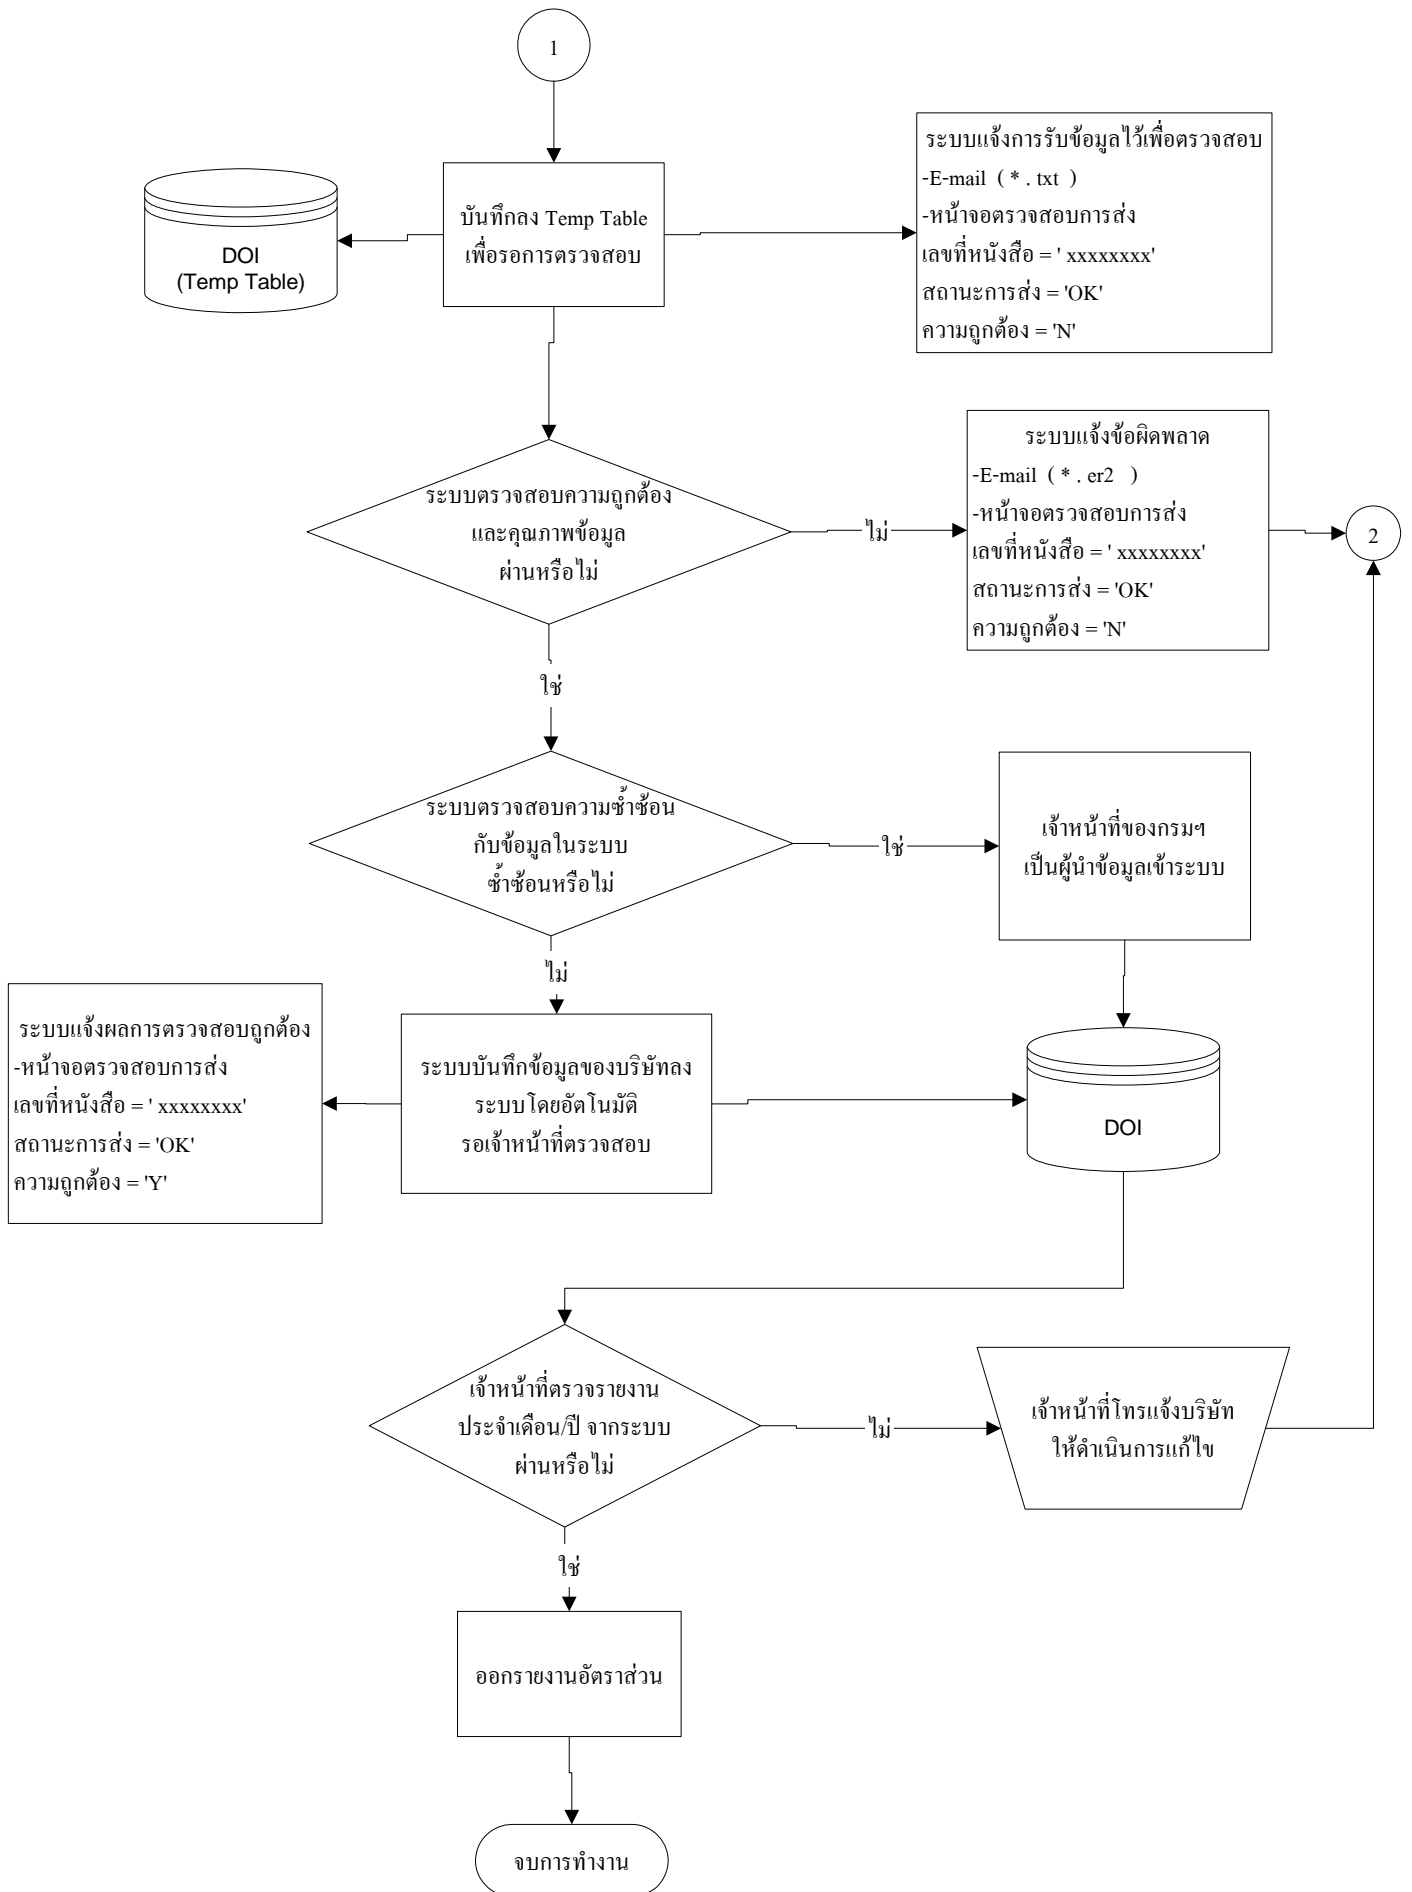 1
ระบบแจ้งการรับข้อมูลไว้เพื่อตรวจสอบ
-E-mail ( * . txt )
-หน้าจอตรวจสอบการส่ง
เลขที่หนังสือ = ' xxxxxxxx'
สถานะการส่ง = 'OK'
ความถูกต้อง = 'N'
บันทึกลง Temp Table
เพื่อรอการตรวจสอบ
DOI
(Temp Table)
ระบบแจ้งข้อผิดพลาด
-E-mail ( * . er2 )
-หน้าจอตรวจสอบการส่ง
เลขที่หนังสือ = ' xxxxxxxx'
สถานะการส่ง = 'OK'
ความถูกต้อง = 'N'
ระบบตรวจสอบความถูกต้อง
และคุณภาพข้อมูล
ผ่านหรือไม่
ไม่
2
ใช่
ระบบตรวจสอบความซ้ำซ้อน
กับข้อมูลในระบบ
ซ้ำซ้อนหรือไม่
ใช่
เจ้าหน้าที่ของกรมฯ
เป็นผู้นำข้อมูลเข้าระบบ
ไม่
ระบบแจ้งผลการตรวจสอบถูกต้อง
-หน้าจอตรวจสอบการส่ง
เลขที่หนังสือ = ' xxxxxxxx'
สถานะการส่ง = 'OK'
ความถูกต้อง = 'Y'
ระบบบันทึกข้อมูลของบริษัทลง
ระบบโดยอัตโนมัติ
รอเจ้าหน้าที่ตรวจสอบ
DOI
เจ้าหน้าที่ตรวจรายงาน
ประจำเดือน/ปี จากระบบ
ผ่านหรือไม่
ไม่
เจ้าหน้าที่โทรแจ้งบริษัท
ให้ดำเนินการแก้ไข
ใช่
ออกรายงานอัตราส่วน
จบการทำงาน